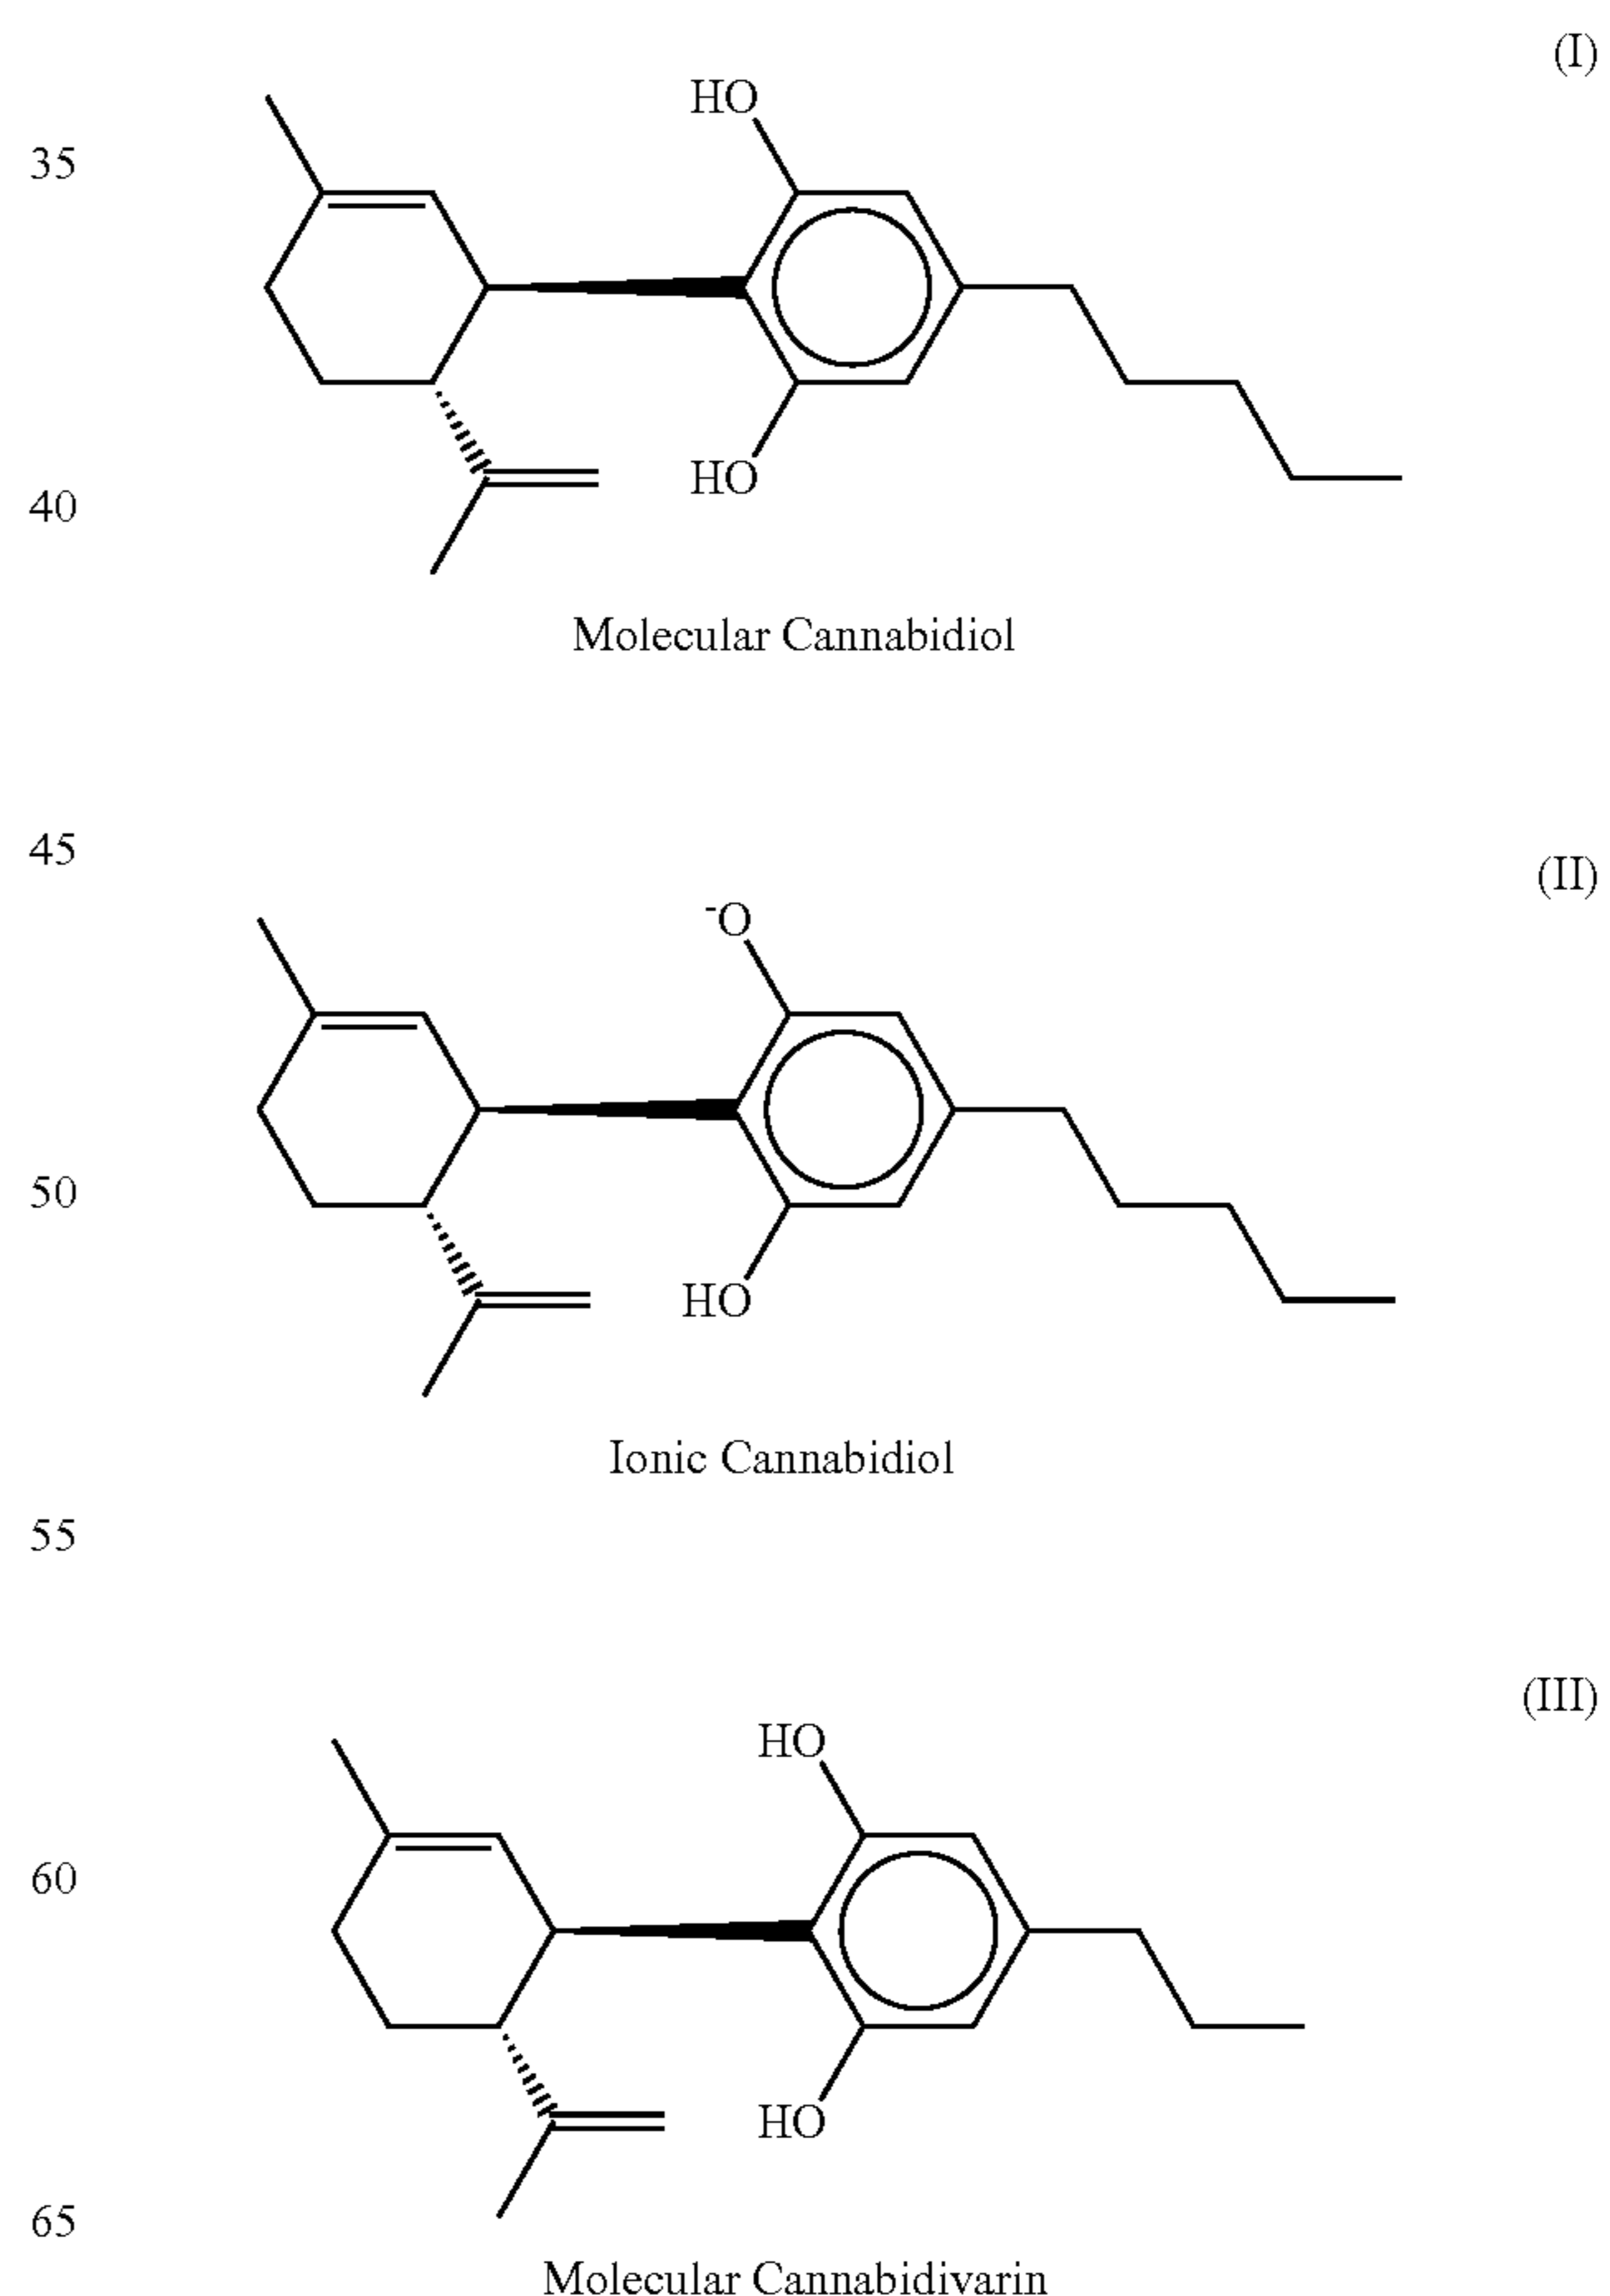 (I)
HO
35
HO
40
Molecular Cannabidiol
45
(II)
-O
50
HO
Ionic Cannabidiol
55
(III)
HO
60
HO
65
Molecular Cannabidivarin